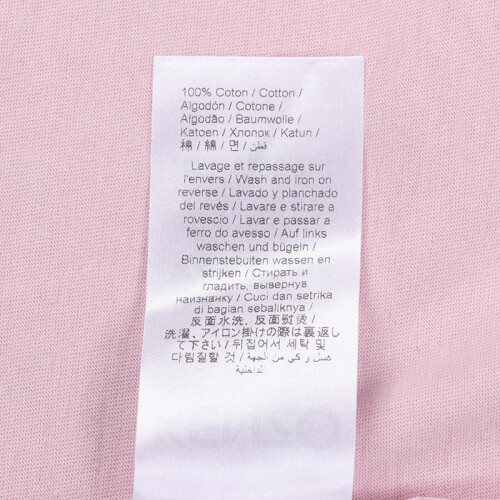 100% Coton / Cotton /
Algodón / Cotone /
Algodão / Baumwolle /
Katoen / Хлопок / Katun /
棉 / 綿 / 면 / قطن
Lavage et repassage sur
l'envers / Wash and iron on
reverse / Lavado y planchado
del revés / Lavare e stirare a
rovescio / Lavar e passar a
ferro do avesso / Auf links
waschen und bügeln /
Binnenstebuiten wassen en
strijken / Стирать и
гладить, вывернув
наизнанку / Cuci dan setrika
di bagian sebaliknya /
反面水洗, 反面熨烫 /
洗濯、アイロン掛けの際は裏返し
て下さい / 뒤집어서 세탁 및
다림질할 것 / غسل و كي من الجهة
الداخلية